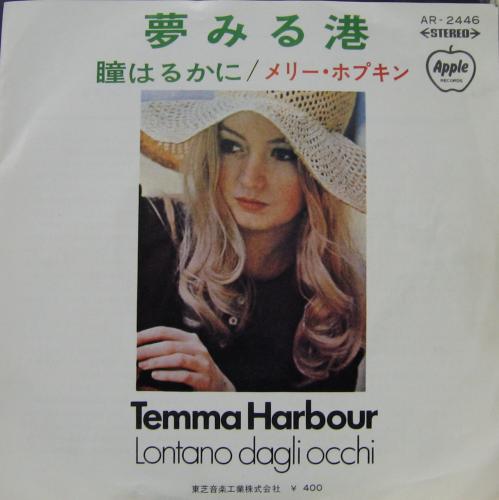 AR-2446
夢みる港
STEREO
瞳はるかに/メリー・ホプキン
Apple
RECORDS
Temma Harbour
Lontano dagli occhi
東芝音楽工業株式会社 ¥ 400